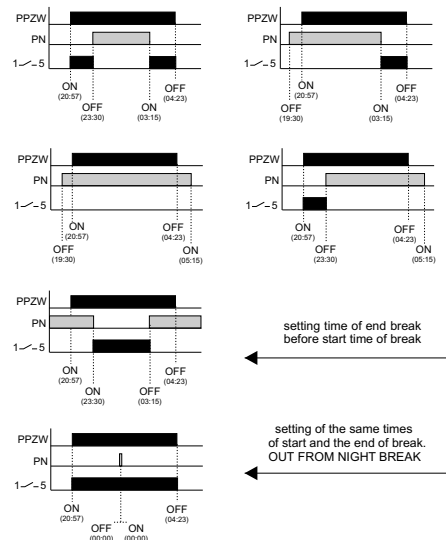 PPZW
PN
1-5
ON
(20:57)
OFF
(23:30)
ON
(03:15)
OFF
(04:23)
PPZW
PN
1-5
ON
(20:57)
OFF
(19:30)
ON
(03:15)
OFF
(04:23)
PPZW
PN
1-5
ON
(20:57)
OFF
(19:30)
OFF
(04:23)
ON
(05:15)
PPZW
PN
1-5
ON
(20:57)
OFF
(23:30)
OFF
(04:23)
ON
(05:15)
PPZW
PN
1-5
ON
(20:57)
ON
(23:30)
OFF
(03:15)
OFF
(04:23)
setting time of end break
before start time of break
PPZW
PN
1-5
ON
(20:57)
OFF
(00:00)
ON
(00:00)
OFF
(04:23)
setting of the same times
of start and the end of break.
OUT FROM NIGHT BREAK